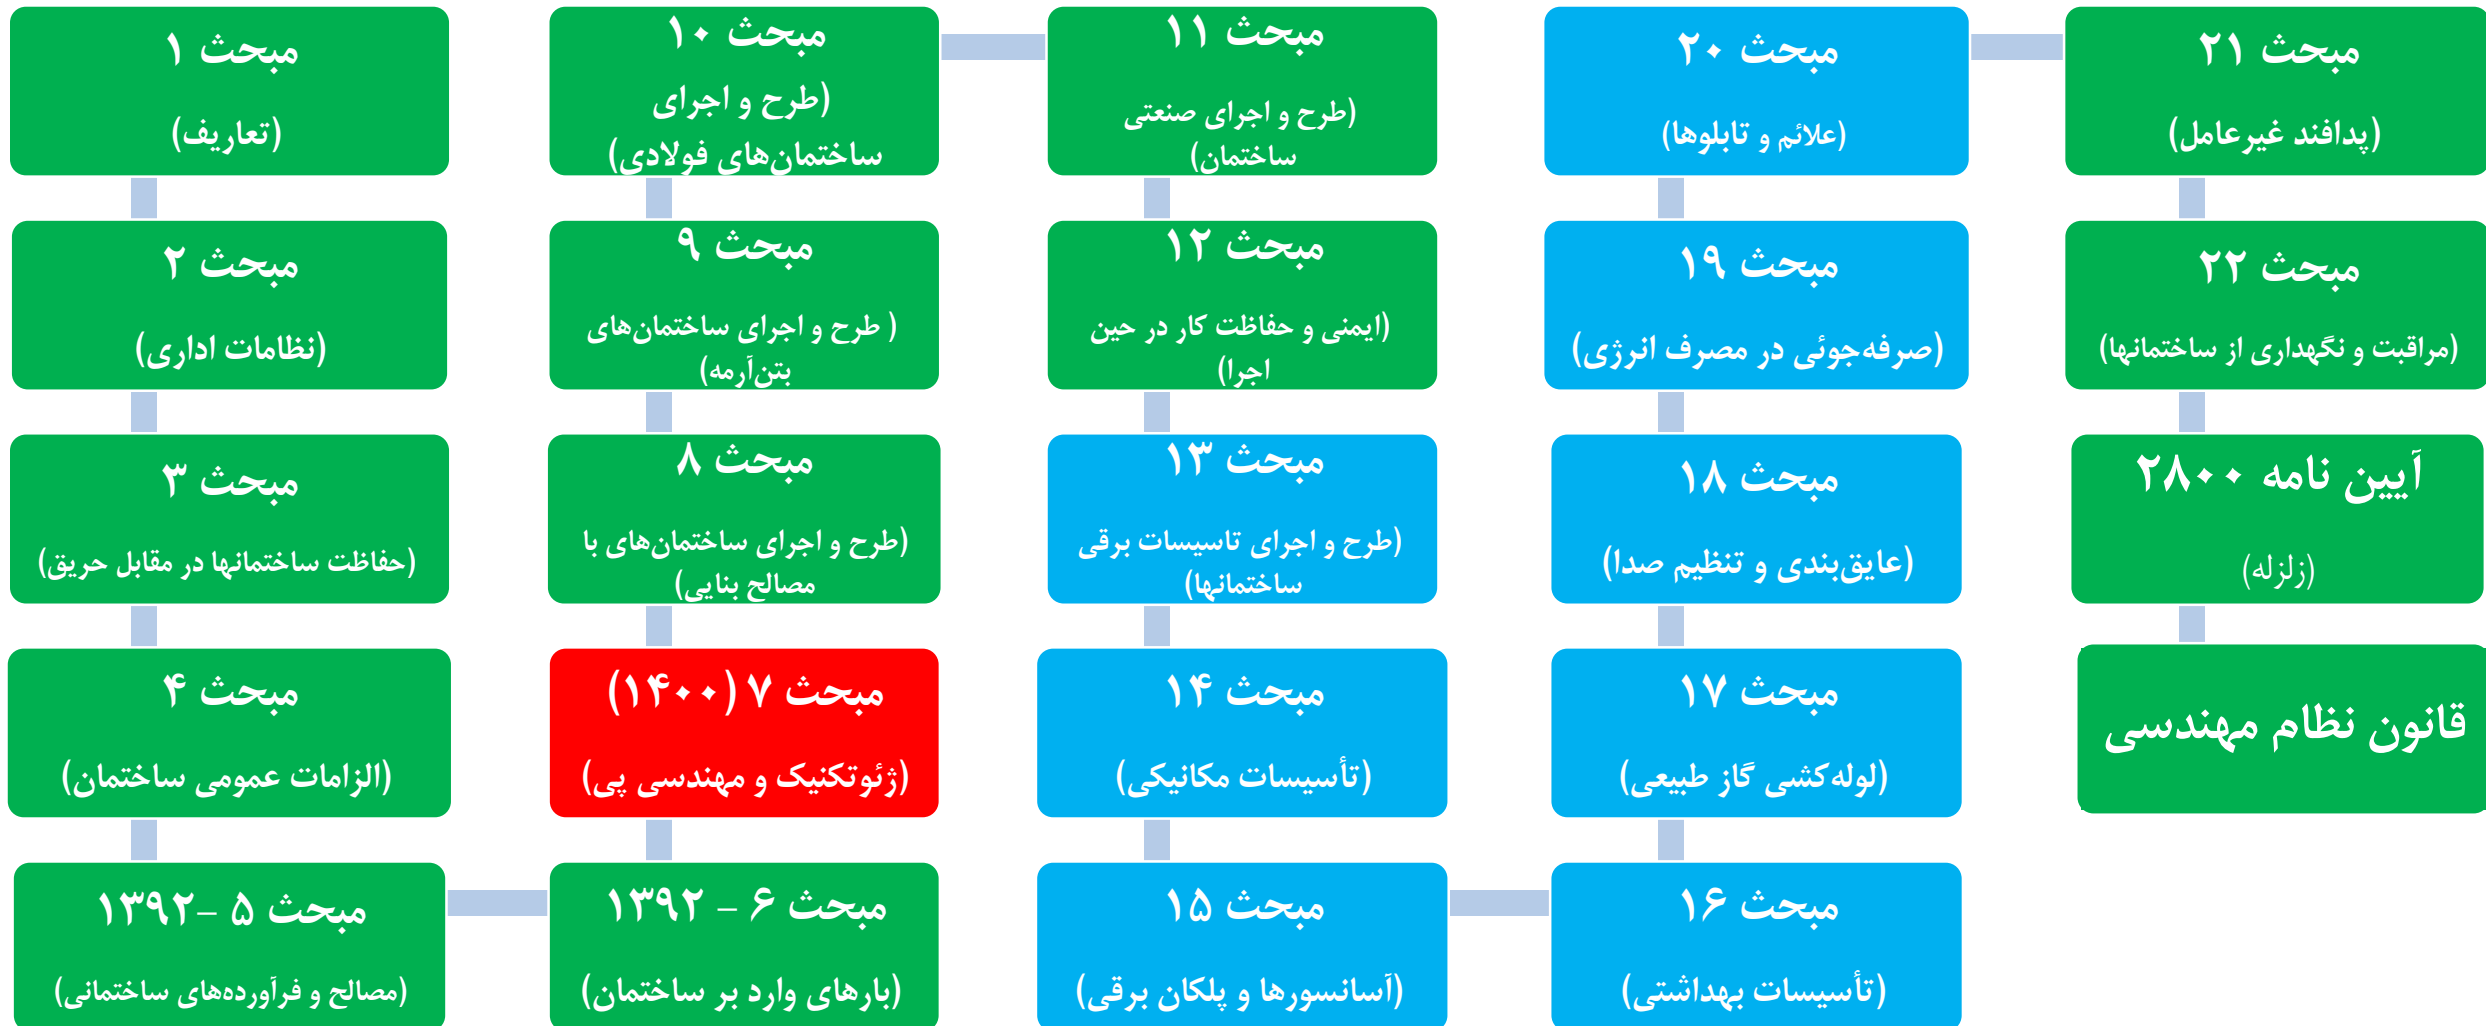 مبحث ۱
(تعاریف)
مبحث ۲
(نظامات اداری)
مبحث ۳
(حفاظت ساختمانها در مقابل حریق)
مبحث ۴
(الزامات عمومی ساختمان)
مبحث ۵ –۱۳۹۲
(مصالح و فرآورده‌های ساختمانی)
مبحث ۶ – ۱۳۹۲
(بارهای وارد بر ساختمان)
مبحث ۷ (۱۴۰۰)
(ژئوتکنیک و مهندسی پی)
مبحث ۸
(طرح و اجرای ساختمان‌های با
مصالح بنایی)
مبحث ۹
( طرح و اجرای ساختمان‌های
بتن‌آرمه)
مبحث ۱۰
(طرح و اجرای
ساختمان‌های فولادی)
مبحث ۱۱
(طرح و اجرای صنعتی
ساختمان)
مبحث ۱۲
(ایمنی و حفاظت کار در حین
اجرا)
مبحث ۱۳
(طرح و اجرای تاسیسات برقی
ساختمانها)
مبحث ۱۴
(تأسیسات مکانیکی)
مبحث ۱۵
(آسانسورها و پلکان برقی)
مبحث ۱۶
(تأسیسات بهداشتی)
مبحث ۱۷
(لوله‌کشی گاز طبیعی)
مبحث ۱۸
(عایق‌بندی و تنظیم صدا)
مبحث ۱۹
(صرفه‌جوئی در مصرف انرژی)
مبحث ۲۰
(علائم و تابلوها)
مبحث ۲۱
(پدافند غیرعامل)
مبحث ۲۲
(مراقبت و نگهداری از ساختمانها)
آیین نامه ۲۸۰۰
(زلزله)
قانون نظام مهندسی